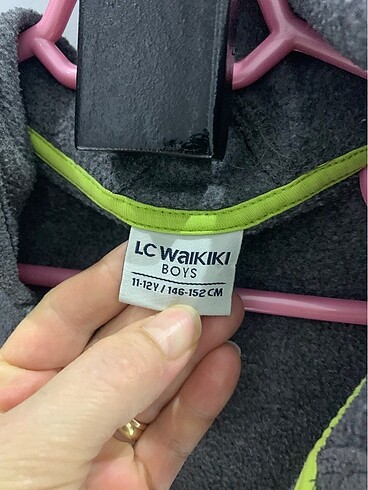 LC WAIKIKI
BOYS
11-12Y / 146-152 CM